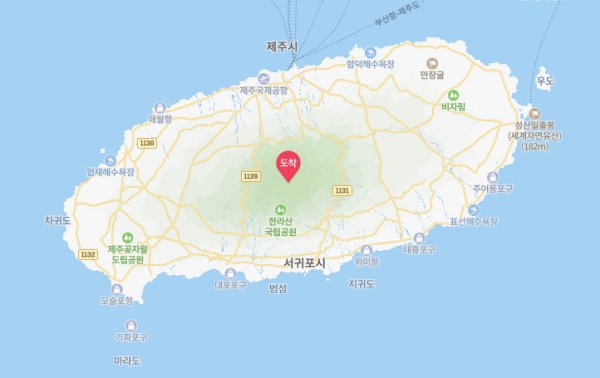 부산항-제주도
제주시
함덕해수욕장
만장굴
우도
제주국제공항
비자림
애월항
성산일출봉
(세계자연유산)
(182m)
1136
협재해수욕장
도착
1139
1131
주어동포구
차귀도
한라산
국립공원
표선해수욕장
태흥포구
제주곶자왈
도립공원
1132
위미항
서귀포시
대포포구
범섬
지귀도
모슬포항
가파포구
마라도